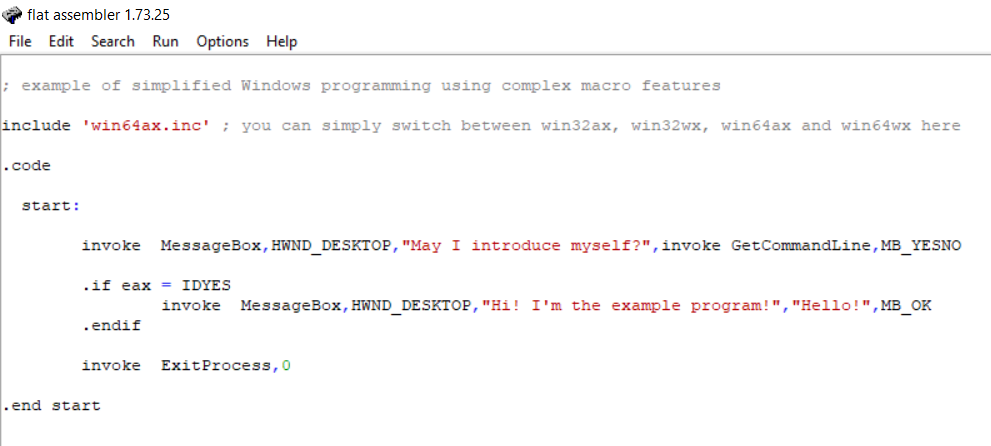 flat assembler 1.73.25
File Edit Search Run Options Help
; example of simplified Windows programming using complex macro features
include 'win64ax.inc' ; you can simply switch between win32ax, win32wx, win64ax and win64wx here
.code
start:
invoke MessageBox,HWND_DESKTOP,"May I introduce myself?",invoke GetCommandLine,MB_YESNO
.if eax = IDYES
invoke MessageBox,HWND_DESKTOP,"Hi! I'm the example program!","Hello!",MB_OK
.endif
invoke ExitProcess,0
.end start